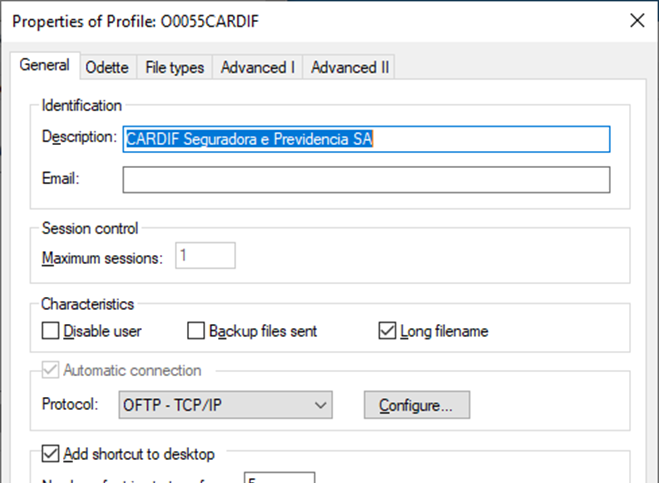 Properties of Profile: O0055CARDIF
General Odette File types Advanced I Advanced II
Identification
Description: CARDIF Seguradora e Previdencia SA
Email:
Session control
Maximum sessions: 1
Characteristics
Disable user Backup files sent Long filename
Automatic connection
Protocol: OFTP - TCP/IP Configure...
Add shortcut to desktop